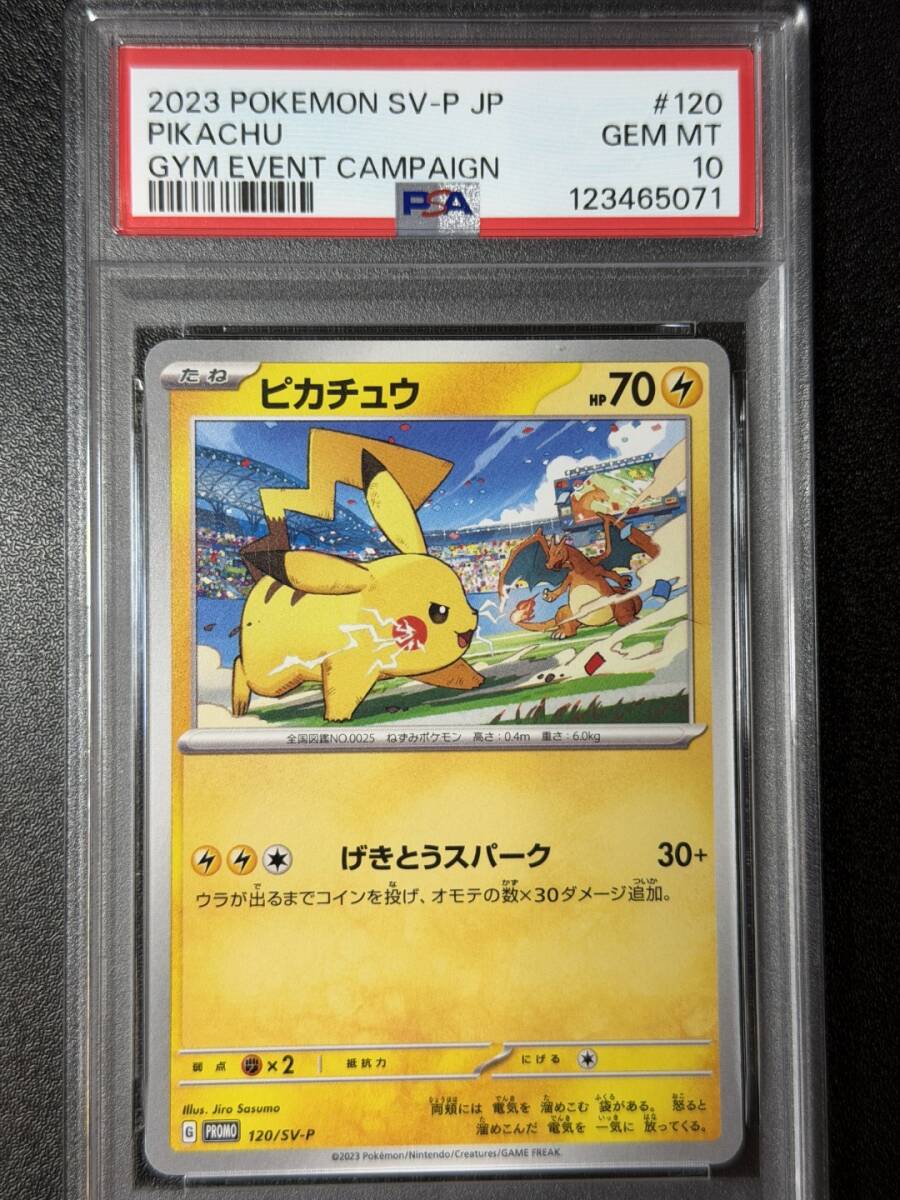 2023 POKEMON SV-P JP #120
PIKACHU GEM MT
GYM EVENT CAMPAIGN 10
PSA 123465071
たね ピカチュウ HP70
全国図鑑NO.0025 ねずみポケモン 高さ:0.4m 重さ:6.0kg
げきとうスパーク 30+
ウラが出るまでコインを投げ、オモテの数×30ダメージ追加。
弱点 ×2 抵抗力 にげる
Illus. Jiro Sasumo
両頬には 電気を 溜めこむ 袋がある。 怒ると
溜めこんだ 電気を 一気に 放ってくる。
G PROMO 120/SV-P
©2023 Pokémon/Nintendo/Creatures/GAME FREAK.